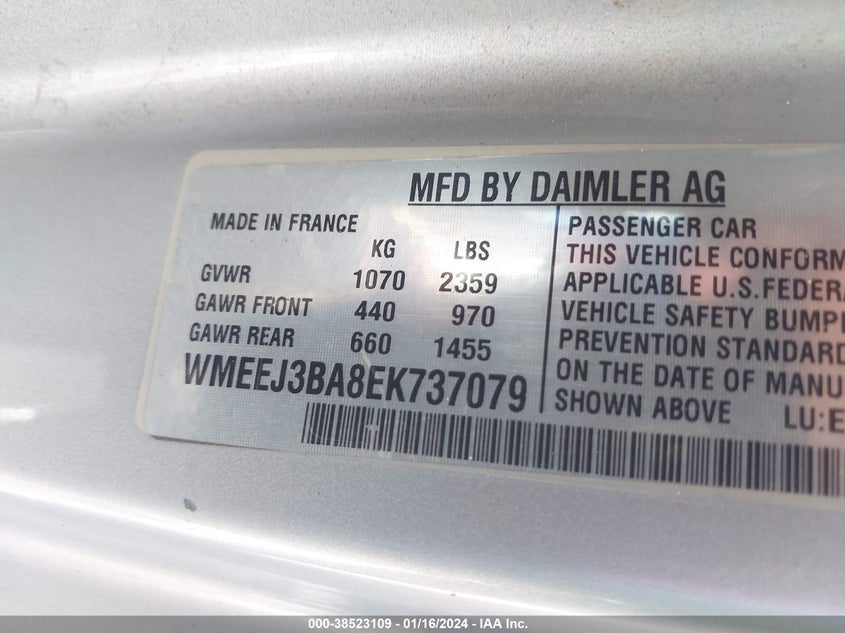 MFD BY DAIMLER AG
MADE IN FRANCE
KG LBS
GVWR 1070 2359
GAWR FRONT 440 970
GAWR REAR 660 1455
WMEEJ3BA8EK737079
PASSENGER CAR
THIS VEHICLE CONFORM
APPLICABLE U.S.FEDERA
VEHICLE SAFETY BUMP
PREVENTION STANDARD
ON THE DATE OF MANU
SHOWN ABOVE LU:E
000-38523109 - 01/16/2024 - IAA Inc.